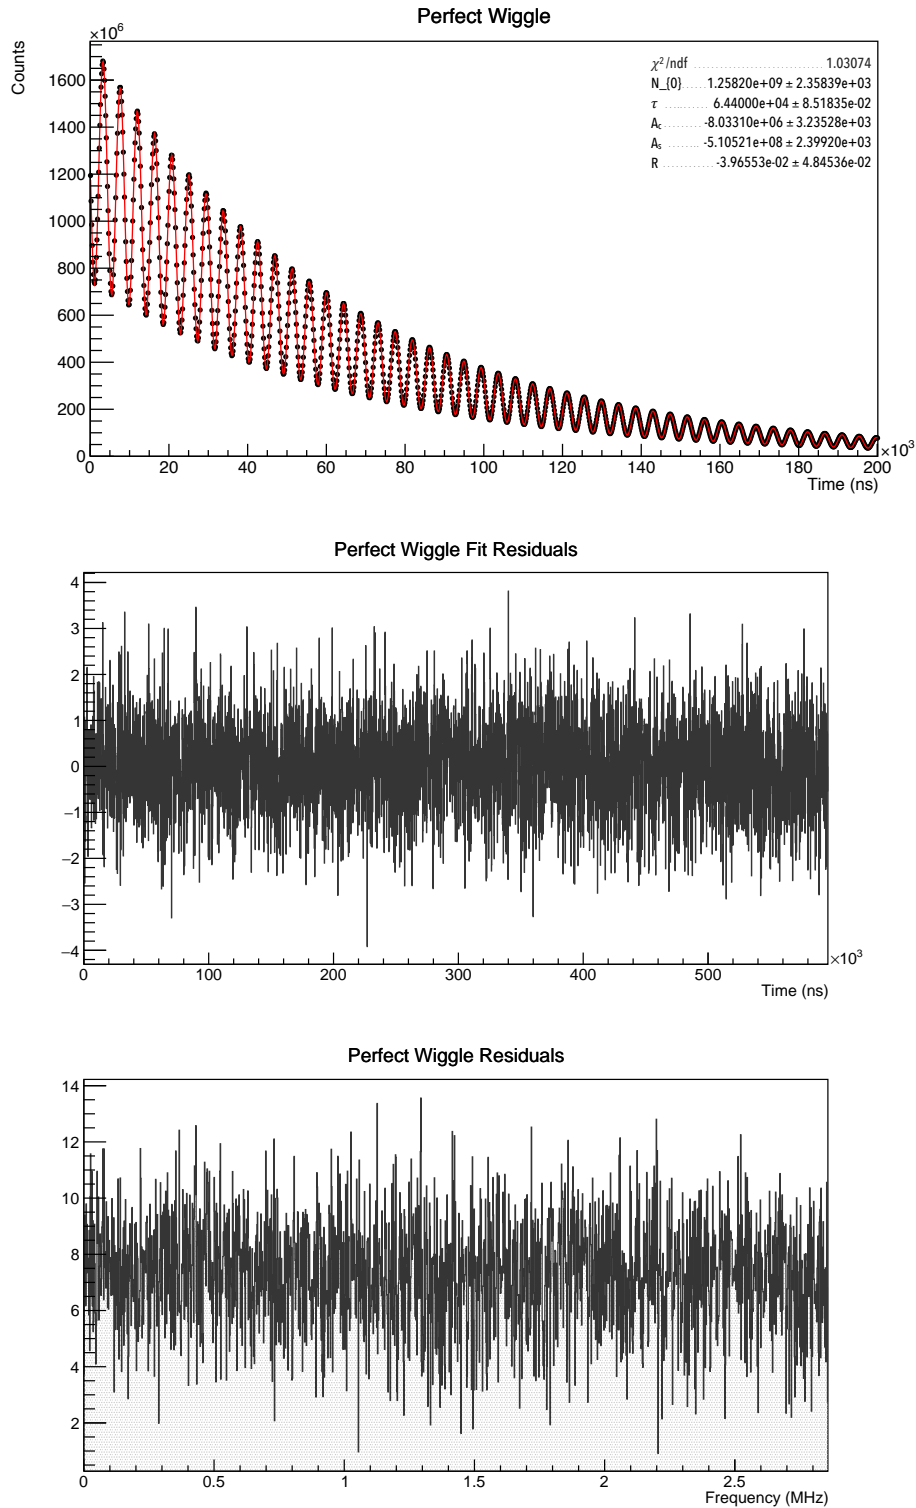 Perfect Wiggle
×10⁶
Counts
χ²/ndf 1.03074
N_{0} 1.25820e+09 ± 2.35839e+03
τ 6.44000e+04 ± 8.51835e-02
A_c -8.03310e+06 ± 3.23528e+03
A_s -5.10521e+08 ± 2.39920e+03
R -3.96553e-02 ± 4.84536e-02
1600
1400
1200
1000
800
600
400
200
0
0 20 40 60 80 100 120 140 160 180 200 ×10³
Time (ns)
Perfect Wiggle Fit Residuals
4
3
2
1
0
−1
−2
−3
−4
0 100 200 300 400 500 ×10³
Time (ns)
Perfect Wiggle Residuals
14
12
10
8
6
4
2
0 0.5 1 1.5 2 2.5
Frequency (MHz)